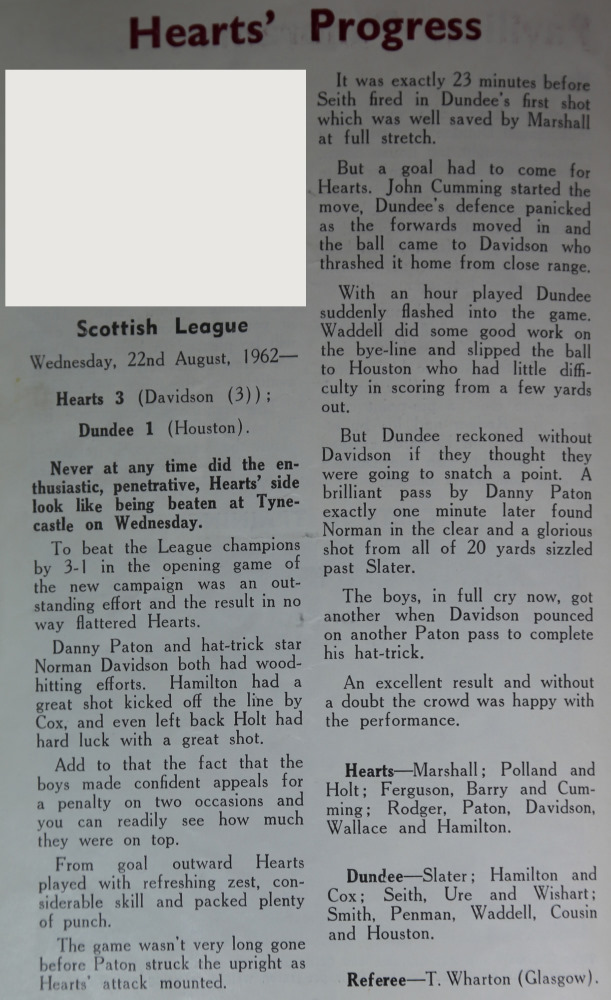 Hearts' Progress
Scottish League
Wednesday, 22nd August, 1962—
Hearts 3 (Davidson (3));
Dundee 1 (Houston).
Never at any time did the en-
thusiastic, penetrative, Hearts' side
look like being beaten at Tyne-
castle on Wednesday.
To beat the League champions
by 3-1 in the opening game of
the new campaign was an out-
standing effort and the result in no
way flattered Hearts.
Danny Paton and hat-trick star
Norman Davidson both had wood-
hitting efforts. Hamilton had a
great shot kicked off the line by
Cox, and even left back Holt had
hard luck with a great shot.
Add to that the fact that the
boys made confident appeals for
a penalty on two occasions and
you can readily see how much
they were on top.
From goal outward Hearts
played with refreshing zest, con-
siderable skill and packed plenty
of punch.
The game wasn't very long gone
before Paton struck the upright as
Hearts' attack mounted.
It was exactly 23 minutes before
Seith fired in Dundee's first shot
which was well saved by Marshall
at full stretch.
But a goal had to come for
Hearts. John Cumming started the
move, Dundee's defence panicked
as the forwards moved in and
the ball came to Davidson who
thrashed it home from close range.
With an hour played Dundee
suddenly flashed into the game.
Waddell did some good work on
the bye-line and slipped the ball
to Houston who had little diffi-
culty in scoring from a few yards
out.
But Dundee reckoned without
Davidson if they thought they
were going to snatch a point. A
brilliant pass by Danny Paton
exactly one minute later found
Norman in the clear and a glorious
shot from all of 20 yards sizzled
past Slater.
The boys, in full cry now, got
another when Davidson pounced
on another Paton pass to complete
his hat-trick.
An excellent result and without
a doubt the crowd was happy with
the performance.
Hearts—Marshall; Polland and
Holt; Ferguson, Barry and Cum-
ming; Rodger, Paton, Davidson,
Wallace and Hamilton.
Dundee—Slater; Hamilton and
Cox; Seith, Ure and Wishart;
Smith, Penman, Waddell, Cousin
and Houston.
Referee—T. Wharton (Glasgow).